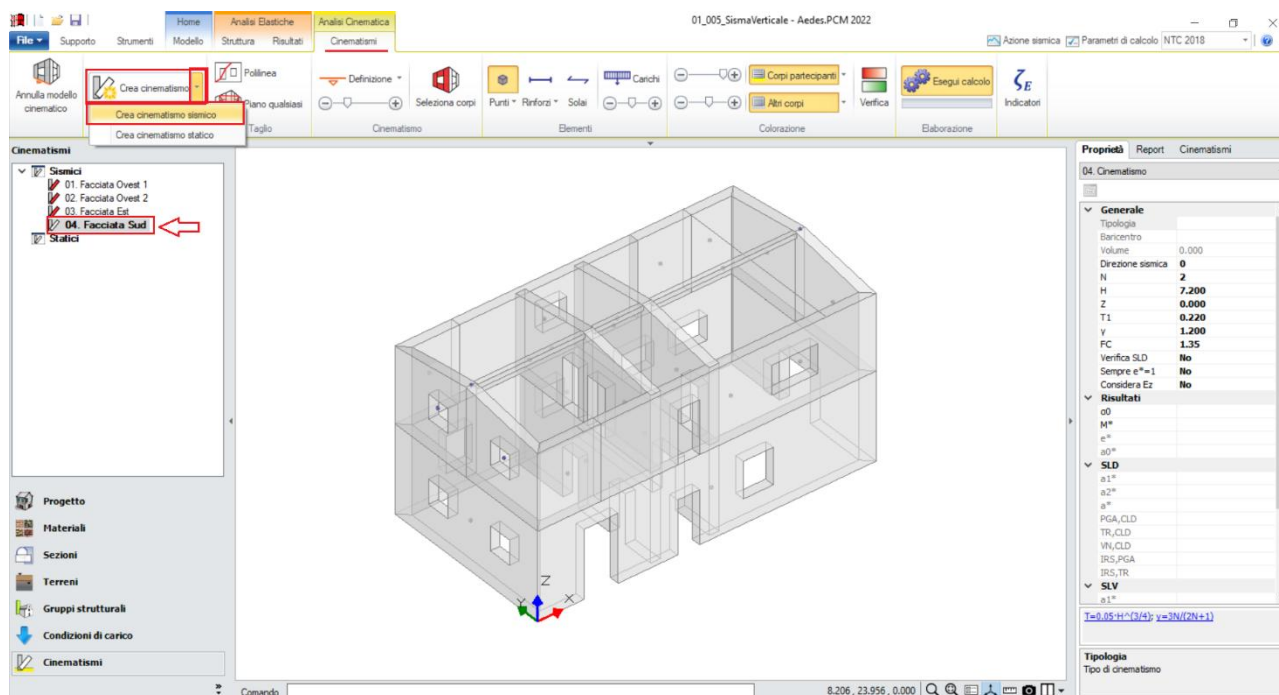 01_005_SismaVerticale - Aedes.PCM 2022
Home
Analisi Elastiche
Analisi Cinematica
File
Supporto
Strumenti
Modello
Struttura
Risultati
Cinematismi
Azione sismica
Parametri di calcolo
NTC 2018
Annulla modello
cinematico
Crea cinematismo
Crea cinematismo sismico
Crea cinematismo statico
Polilinea
Piano qualsiasi
Taglio
Definizione
Seleziona corpi
Cinematismo
Punti
Rinforzi
Solai
Carichi
Elementi
Corpi partecipanti
Altri corpi
Verifica
Colorazione
Esegui calcolo
Elaborazione
Indicatori
ζE
Cinematismi
Sismici
01. Facciata Ovest 1
02. Facciata Ovest 2
03. Facciata Est
04. Facciata Sud
Statici
Progetto
Materiali
Sezioni
Terreni
Gruppi strutturali
Condizioni di carico
Cinematismi
Z
Y
X
Comando
8.206 , 23.956 , 0.000
Proprietà
Report
Cinematismi
04. Cinematismo
Generale
Tipologia
Baricentro
Volume 0.000
Direzione sismica 0
N 2
H 7.200
Z 0.000
T1 0.220
γ 1.200
FC 1.35
Verifica SLD No
Sempre e*=1 No
Considera Ez No
Risultati
α0
M*
e*
a0*
SLD
a1*
a2*
a*
PGA,CLD
TR,CLD
VN,CLD
IRS,PGA
IRS,TR
SLV
a1*
T=0.05·H^(3/4); γ=3N/(2N+1)
Tipologia
Tipo di cinematismo